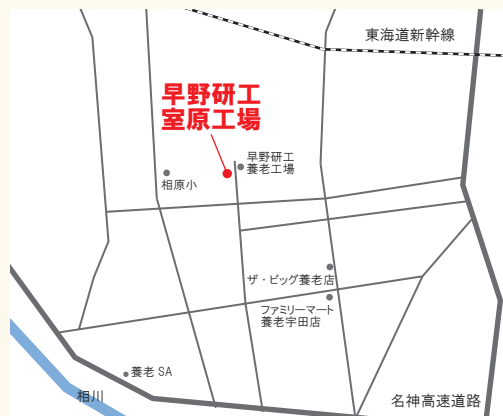 東海道新幹線
早野研工
室原工場
早野研工
養老工場
相原小
ザ・ビッグ養老店
ファミリーマート
養老宇田店
養老 SA
相川
名神高速道路